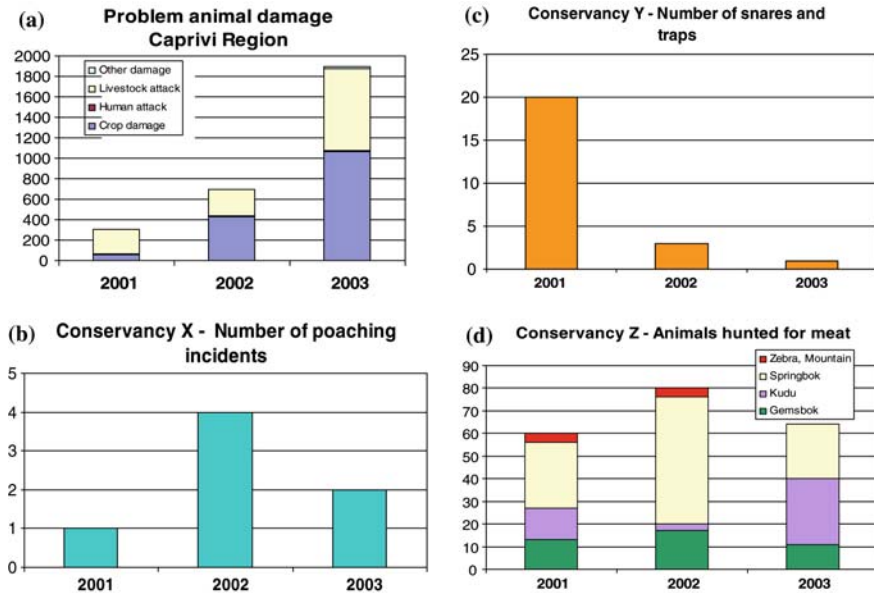 (a)
Problem animal damage
Caprivi Region
2000
1800
1600
1400
1200
1000
800
600
400
200
0
Other damage
Livestock attack
Human attack
Crop damage
2001 2002 2003
(b)
Conservancy X - Number of poaching
incidents
5
4
3
2
1
0
2001 2002 2003
(c)
Conservancy Y - Number of snares and
traps
25
20
15
10
5
0
2001 2002 2003
(d)
Conservancy Z - Animals hunted for meat
90
80
70
60
50
40
30
20
10
0
Zebra, Mountain
Springbok
Kudu
Gemsbok
2001 2002 2003